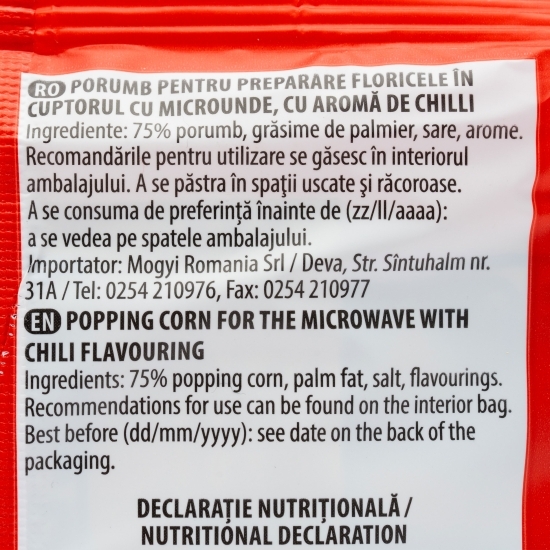 RO PORUMB PENTRU PREPARARE FLORICELE ÎN
CUPTORUL CU MICROUNDE, CU AROMĂ DE CHILLI
Ingrediente: 75% porumb, grăsime de palmier, sare, arome.
Recomandările pentru utilizare se găsesc în interiorul
ambalajului. A se păstra în spaţii uscate şi răcoroase.
A se consuma de preferință înainte de (zz/ll/aaaa):
a se vedea pe spatele ambalajului.
Importator: Mogyi Romania Srl / Deva, Str. Sîntuhalm nr.
31A / Tel: 0254 210976, Fax: 0254 210977
EN POPPING CORN FOR THE MICROWAVE WITH
CHILI FLAVOURING
Ingredients: 75% popping corn, palm fat, salt, flavourings.
Recommendations for use can be found on the interior bag.
Best before (dd/mm/yyyy): see date on the back of the
packaging.
DECLARAȚIE NUTRIȚIONALĂ /
NUTRITIONAL DECLARATION